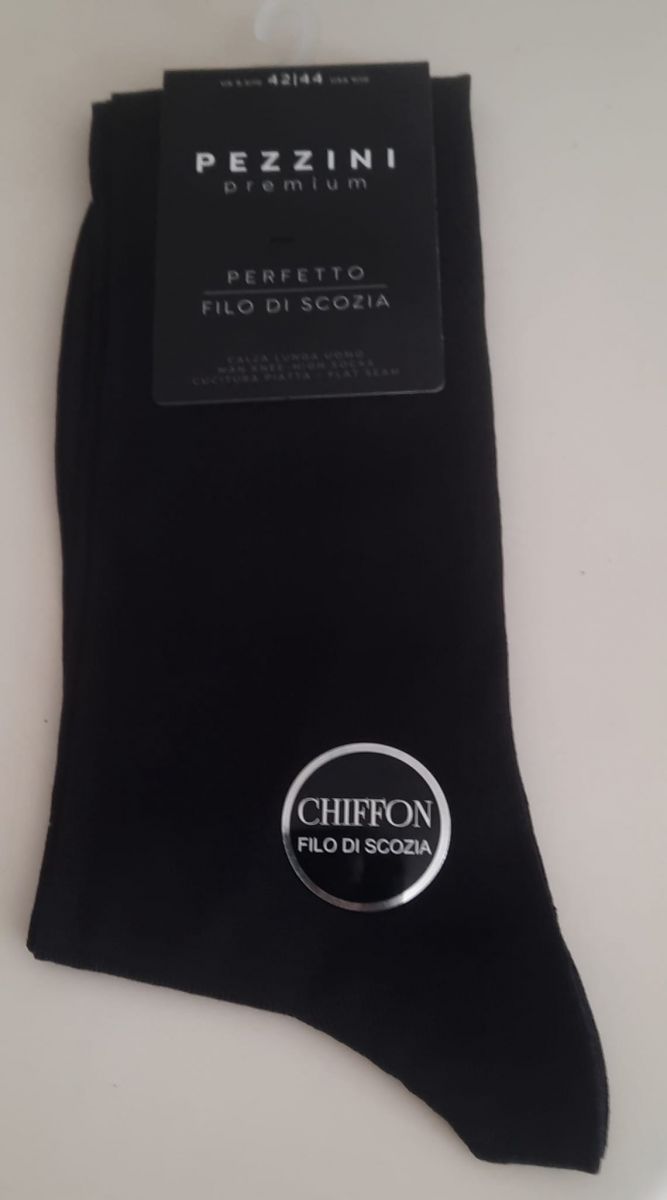 42|44
PEZZINI
premium
PERFETTO
FILO DI SCOZIA
CALZA LUNGA UOMO
MAN KNEE-HIGH SOCKS
CUCITURA PIATTA - FLAT SEAM
CHIFFON
FILO DI SCOZIA